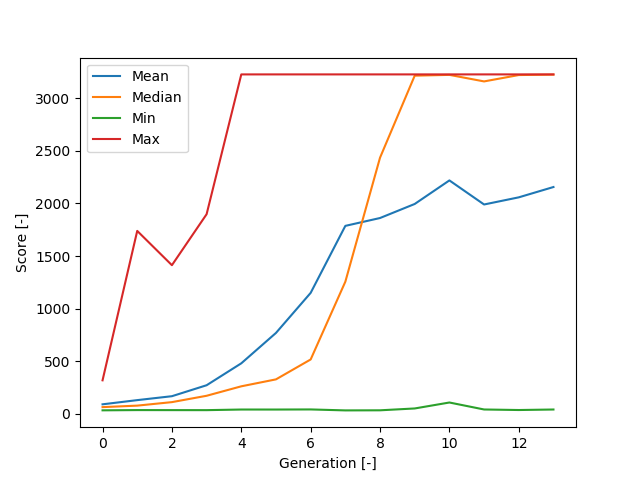 Mean
Median
Min
Max
3000
2500
2000
1500
1000
500
0
Score [-]
0 2 4 6 8 10 12
Generation [-]